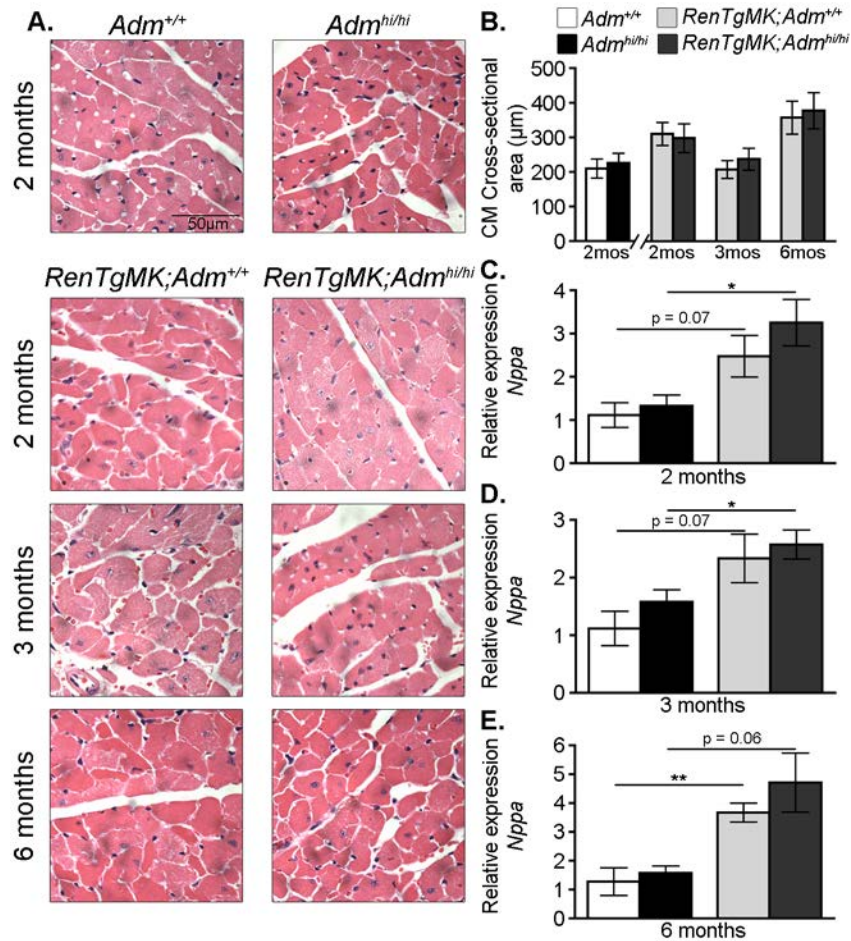 A.
Adm+/+
Admhi/hi
2 months
50μm
RenTgMK;Adm+/+
RenTgMK;Admhi/hi
2 months
3 months
6 months
B.
Adm+/+
RenTgMK;Adm+/+
Admhi/hi
RenTgMK;Admhi/hi
CM Cross-sectional
area (μm)
500
400
300
200
100
0
2mos
2mos
3mos
6mos
C.
Relative expression
Nppa
4
3
2
1
0
*
p = 0.07
2 months
D.
Relative expression
Nppa
3
2
1
0
*
p = 0.07
3 months
E.
Relative expression
Nppa
6
5
4
3
2
1
0
p = 0.06
**
6 months